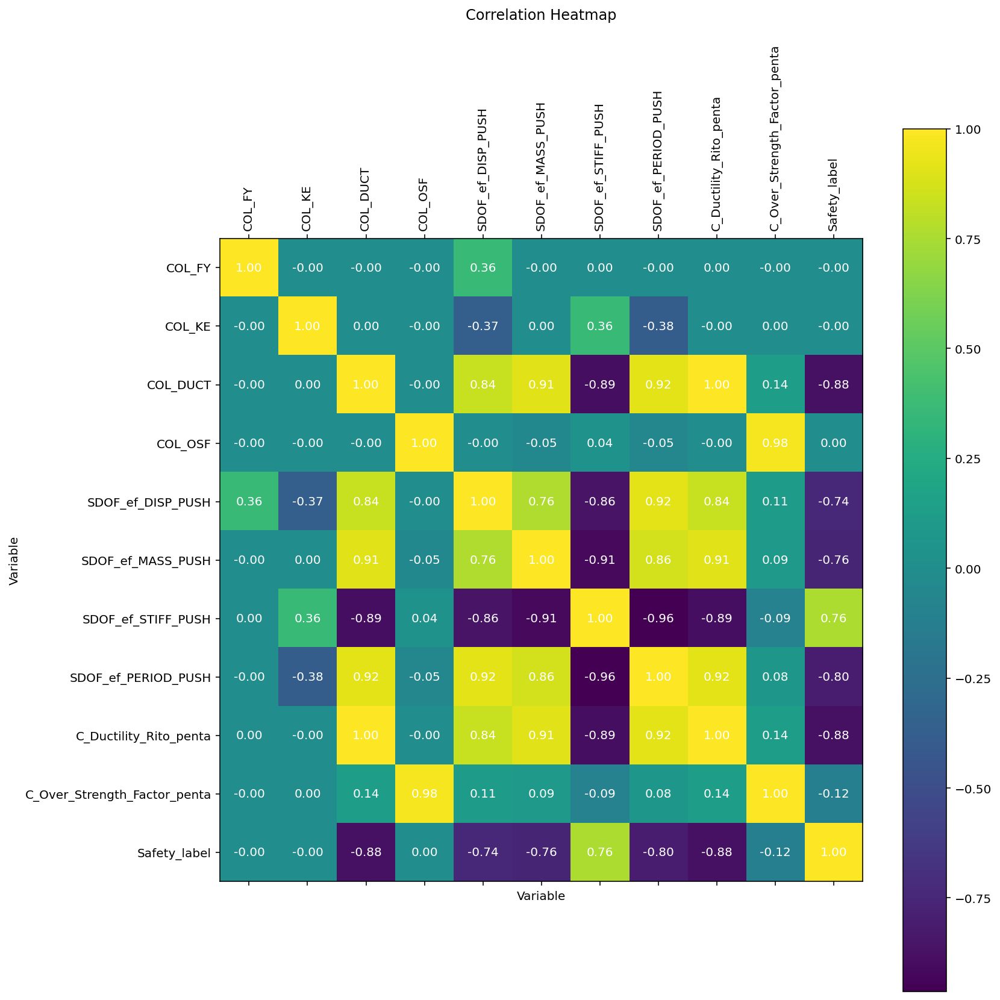 Correlation Heatmap
COL_FY
COL_KE
COL_DUCT
COL_OSF
SDOF_ef_DISP_PUSH
SDOF_ef_MASS_PUSH
SDOF_ef_STIFF_PUSH
SDOF_ef_PERIOD_PUSH
C_Ductility_Rito_penta
C_Over_Strength_Factor_penta
Safety_label
COL_FY 1.00 -0.00 -0.00 -0.00 0.36 -0.00 0.00 -0.00 0.00 -0.00 -0.00
COL_KE -0.00 1.00 0.00 -0.00 -0.37 0.00 0.36 -0.38 -0.00 0.00 -0.00
COL_DUCT -0.00 0.00 1.00 -0.00 0.84 0.91 -0.89 0.92 1.00 0.14 -0.88
COL_OSF -0.00 -0.00 -0.00 1.00 -0.00 -0.05 0.04 -0.05 -0.00 0.98 0.00
SDOF_ef_DISP_PUSH 0.36 -0.37 0.84 -0.00 1.00 0.76 -0.86 0.92 0.84 0.11 -0.74
SDOF_ef_MASS_PUSH -0.00 0.00 0.91 -0.05 0.76 1.00 -0.91 0.86 0.91 0.09 -0.76
SDOF_ef_STIFF_PUSH 0.00 0.36 -0.89 0.04 -0.86 -0.91 1.00 -0.96 -0.89 -0.09 0.76
SDOF_ef_PERIOD_PUSH -0.00 -0.38 0.92 -0.05 0.92 0.86 -0.96 1.00 0.92 0.08 -0.80
C_Ductility_Rito_penta 0.00 -0.00 1.00 -0.00 0.84 0.91 -0.89 0.92 1.00 0.14 -0.88
C_Over_Strength_Factor_penta -0.00 0.00 0.14 0.98 0.11 0.09 -0.09 0.08 0.14 1.00 -0.12
Safety_label -0.00 -0.00 -0.88 0.00 -0.74 -0.76 0.76 -0.80 -0.88 -0.12 1.00
Variable
Variable
1.00
0.75
0.50
0.25
0.00
−0.25
−0.50
−0.75